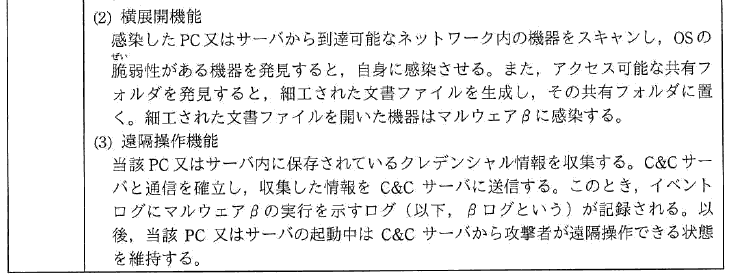 (2) 横展開機能
感染した PC 又はサーバから到達可能なネットワーク内の機器をスキャンし，OS の
ぜい
脆弱性がある機器を発見すると，自身に感染させる。また，アクセス可能な共有フ
ォルダを発見すると，細工された文書ファイルを生成し，その共有フォルダに置
く。細工された文書ファイルを開いた機器はマルウェアβに感染する。
(3) 遠隔操作機能
当該 PC 又はサーバ内に保存されているクレデンシャル情報を収集する。C&C サー
バと通信を確立し，収集した情報を C&C サーバに送信する。このとき，イベント
ログにマルウェアβの実行を示すログ（以下，βログという）が記録される。以
後，当該 PC 又はサーバの起動中は C&C サーバから攻撃者が遠隔操作できる状態
を維持する。